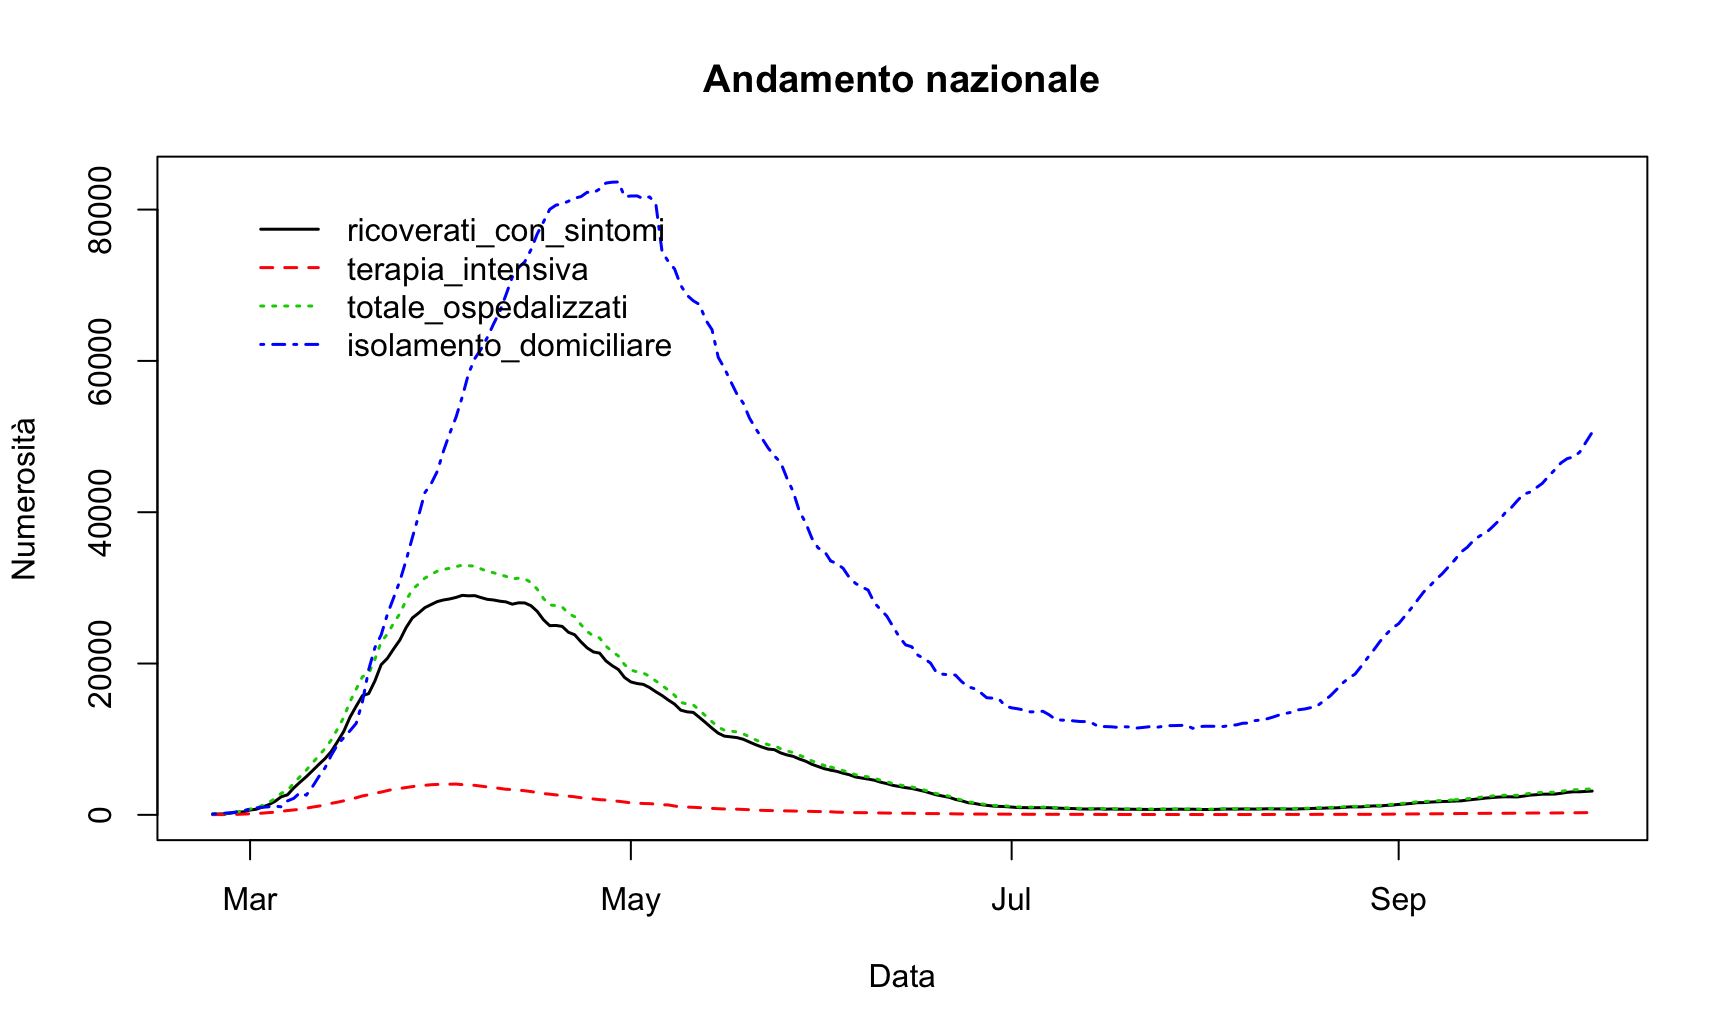 Andamento nazionale
Numerosità
80000
60000
40000
20000
0
ricoverati_con_sintomi
terapia_intensiva
totale_ospedalizzati
isolamento_domiciliare
Mar May Jul Sep
Data